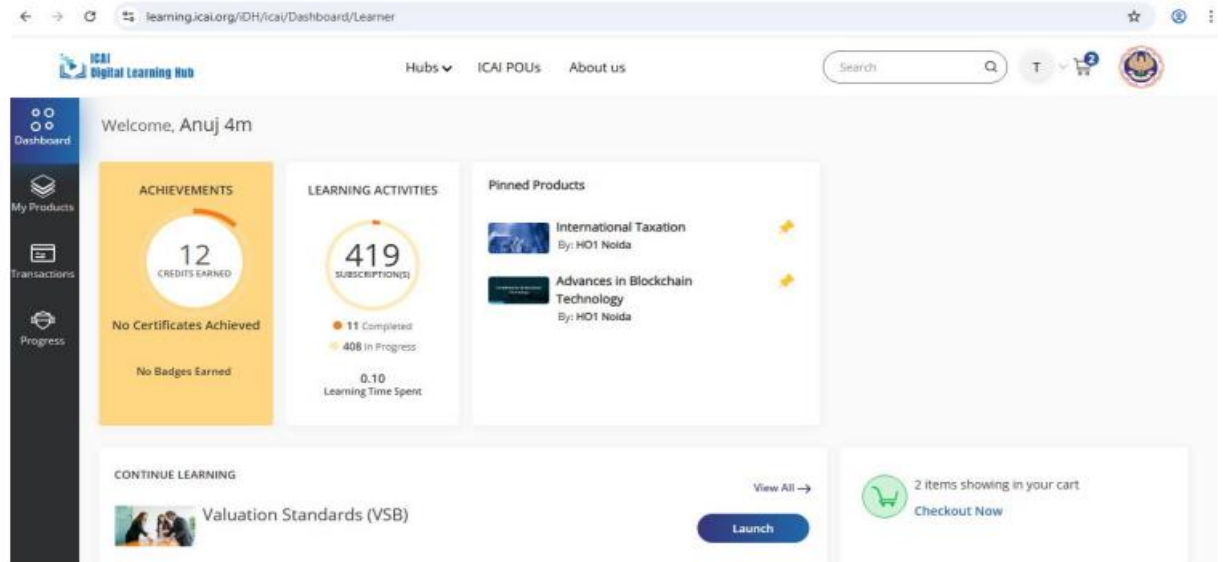 learning.icai.org/iDH/icai/Dashboard/Learner
ICAI
Digital Learning Hub
Hubs
ICAI POUs
About us
Search
T
2
Dashboard
My Products
Transactions
Progress
Welcome, Anuj 4m
ACHIEVEMENTS
12
CREDITS EARNED
No Certificates Achieved
No Badges Earned
LEARNING ACTIVITIES
419
SUBSCRIPTION(S)
11 Completed
408 In Progress
0.10
Learning Time Spent
Pinned Products
International Taxation
By: HO1 Noida
Advances in Blockchain
Technology
By: HO1 Noida
CONTINUE LEARNING
View All →
Valuation Standards (VSB)
Launch
2 items showing in your cart
Checkout Now